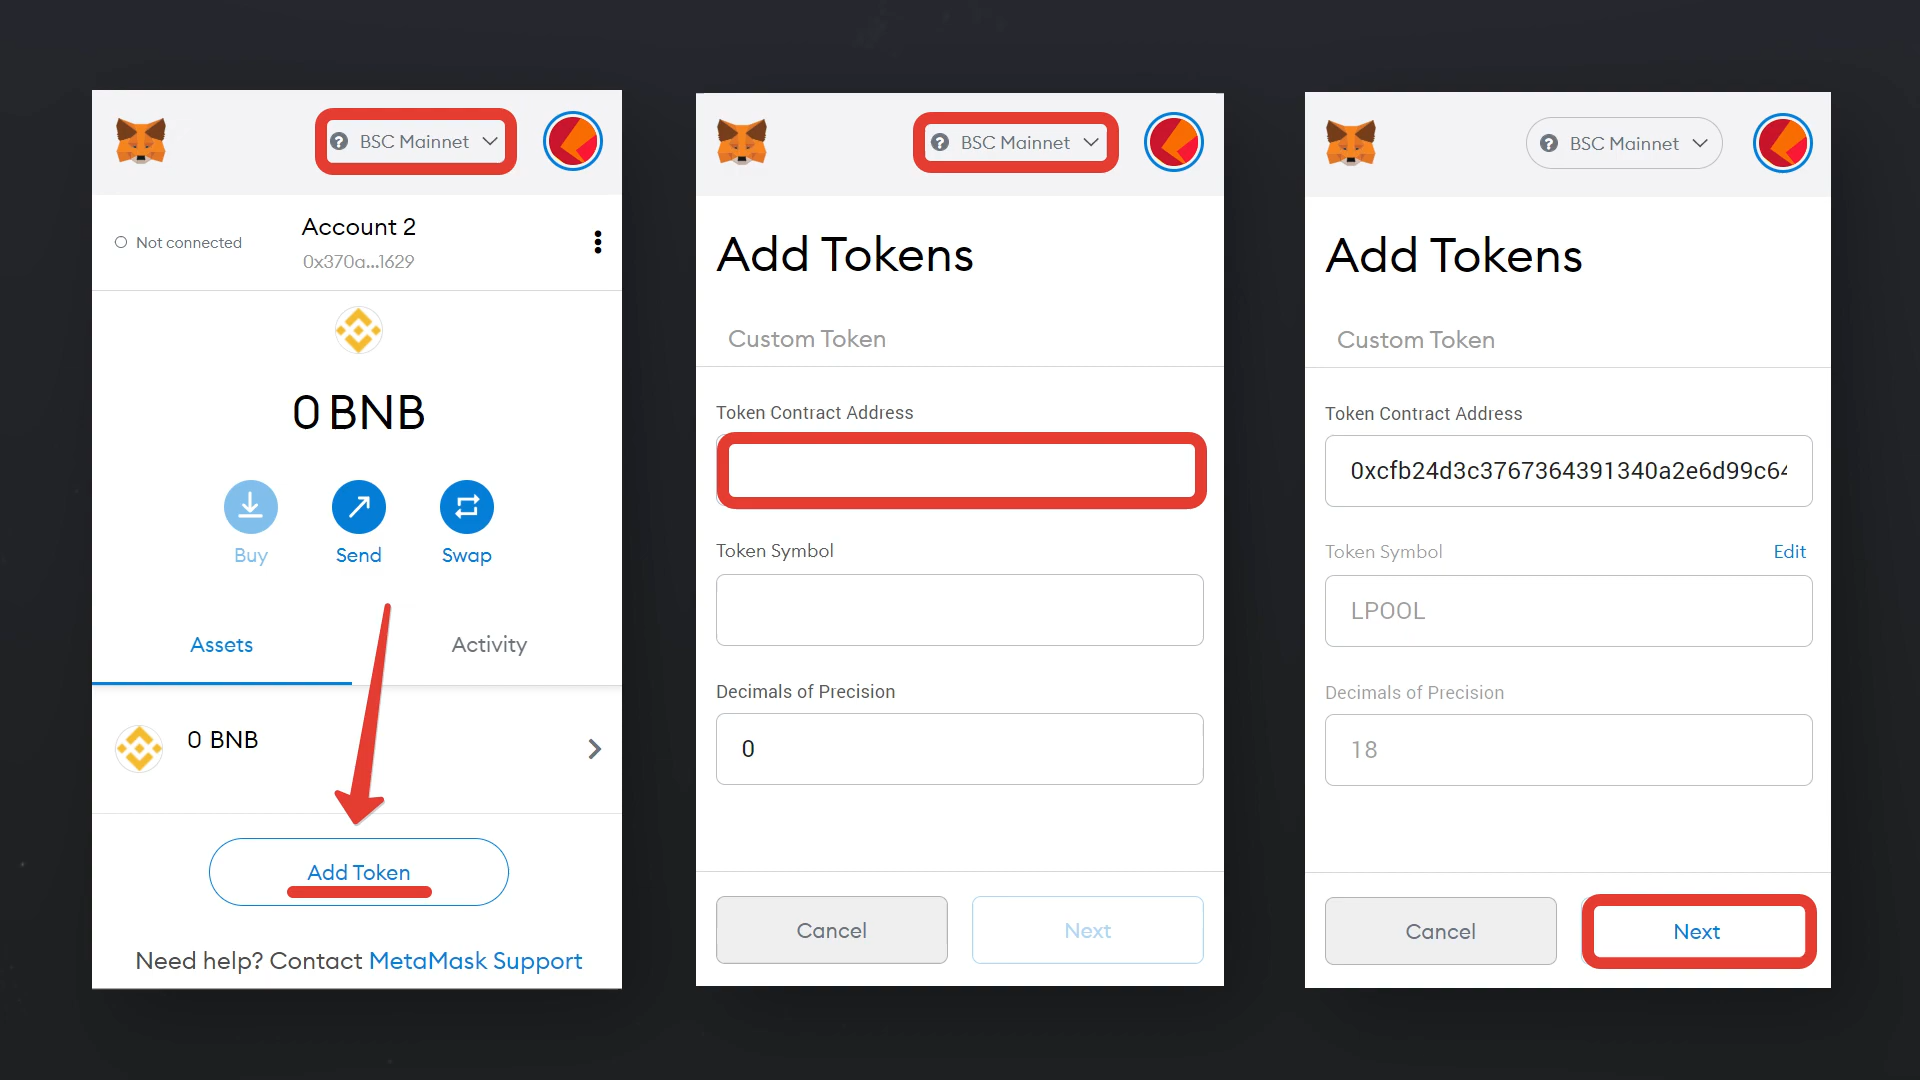 BSC Mainnet
Not connected
Account 2
0x370a...1629
0 BNB
Buy
Send
Swap
Assets
Activity
0 BNB
Add Token
Need help? Contact MetaMask Support
BSC Mainnet
Add Tokens
Custom Token
Token Contract Address
Token Symbol
Decimals of Precision
0
Cancel
Next
BSC Mainnet
Add Tokens
Custom Token
Token Contract Address
0xcfb24d3c3767364391340a2e6d99c64
Token Symbol
Edit
LPOOL
Decimals of Precision
18
Cancel
Next